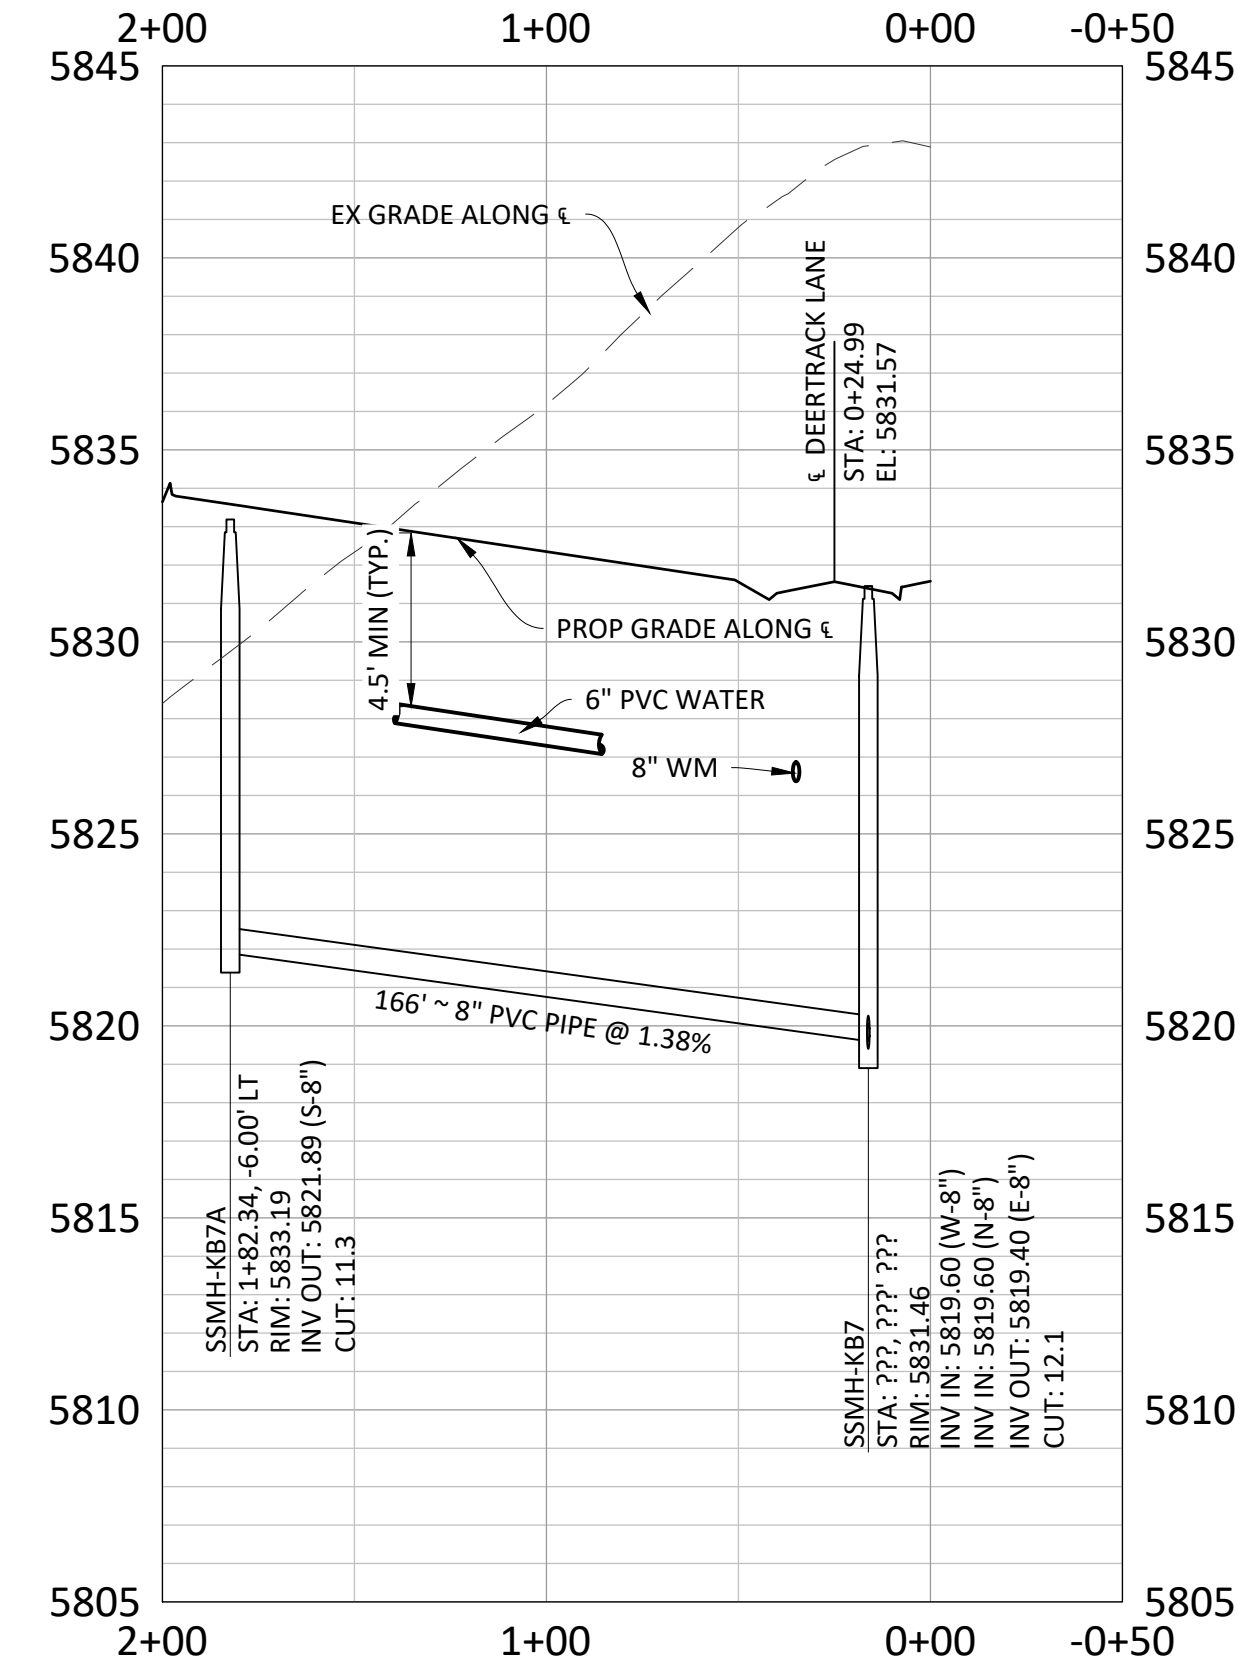 2+00 1+00 0+00 -0+50
5845 5845
EX GRADE ALONG ℄
5840 5840
℄ DEERTRACK LANE
STA: 0+24.99
EL: 5831.57
5835 5835
4.5' MIN (TYP.)
PROP GRADE ALONG ℄
5830 5830
6" PVC WATER
8" WM
5825 5825
166' ~ 8" PVC PIPE @ 1.38%
5820 5820
SSMH-KB7A
STA: 1+82.34, -6.00' LT
RIM: 5833.19
INV OUT: 5821.89 (S-8")
CUT: 11.3
5815 5815
SSMH-KB7
STA: ???, ???' ???
RIM: 5831.46
INV IN: 5819.60 (W-8")
INV IN: 5819.60 (N-8")
INV OUT: 5819.40 (E-8")
CUT: 12.1
5810 5810
5805 5805
2+00 1+00 0+00 -0+50